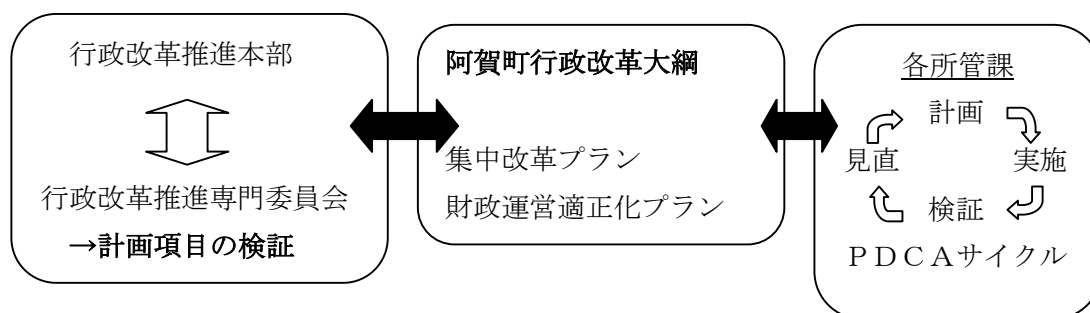 行政改革推進本部
行政改革推進専門委員会
→計画項目の検証
阿賀町行政改革大綱
集中改革プラン
財政運営適正化プラン
各所管課
計画
見直 実施
検証
ＰＤＣＡサイクル